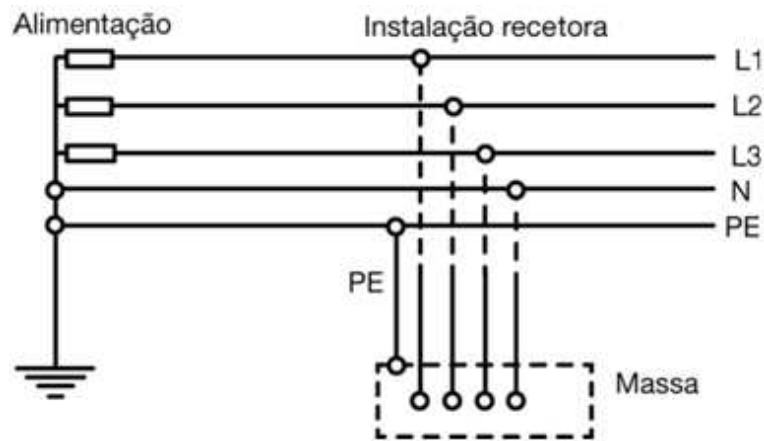 Alimentação
Instalação recetora
L1
L2
L3
N
PE
PE
Massa